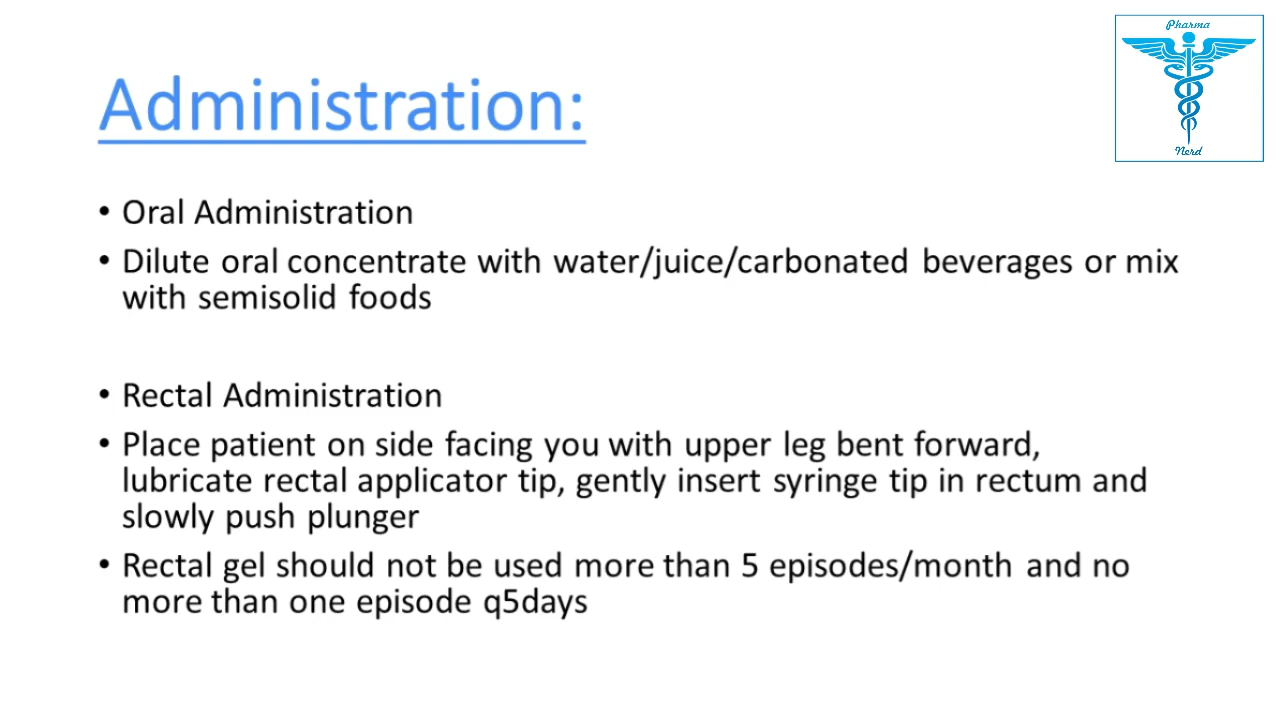 Pharma
Nerd
Administration:
• Oral Administration
• Dilute oral concentrate with water/juice/carbonated beverages or mix
with semisolid foods
• Rectal Administration
• Place patient on side facing you with upper leg bent forward,
lubricate rectal applicator tip, gently insert syringe tip in rectum and
slowly push plunger
• Rectal gel should not be used more than 5 episodes/month and no
more than one episode q5days